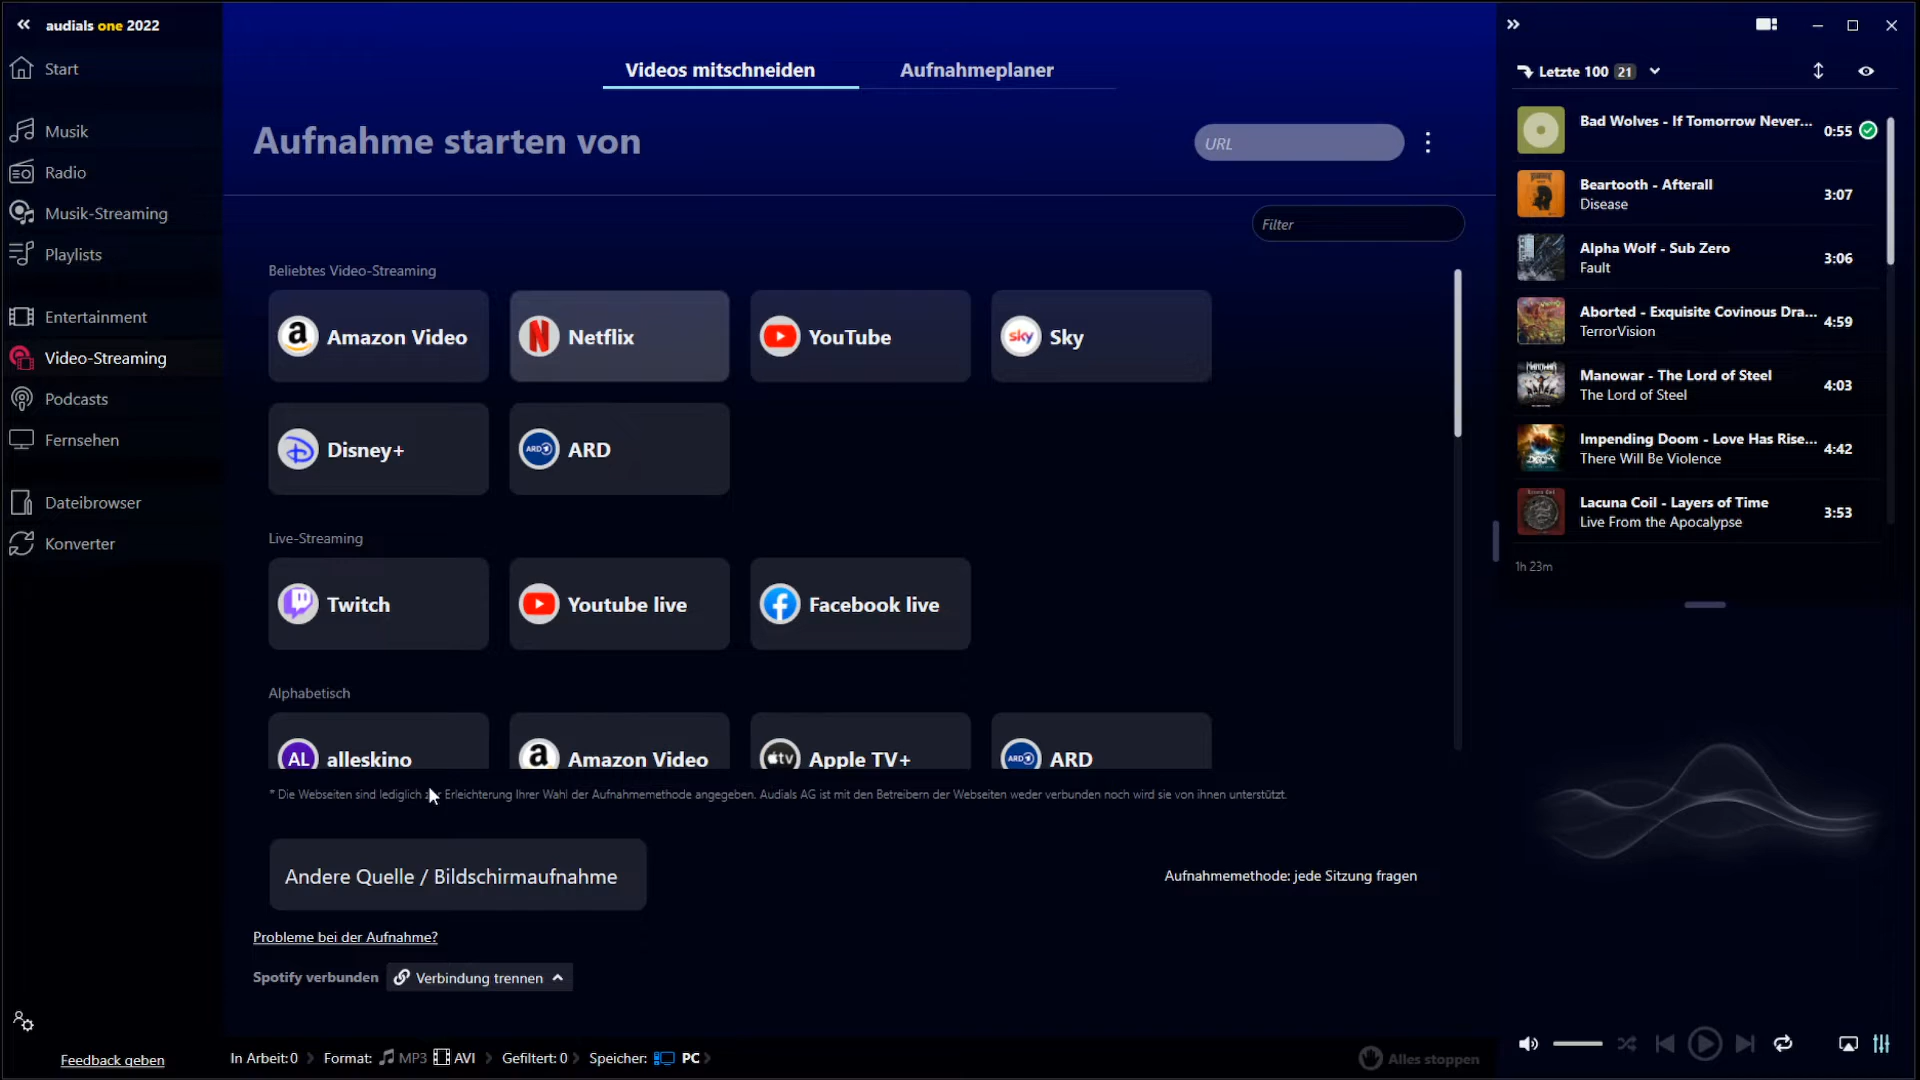 audials one 2022
Start
Musik
Radio
Musik-Streaming
Playlists
Entertainment
Video-Streaming
Podcasts
Fernsehen
Dateibrowser
Konverter
Feedback geben
Videos mitschneiden
Aufnahmeplaner
Aufnahme starten von
URL
Filter
Beliebtes Video-Streaming
a Amazon Video
N Netflix
YouTube
sky Sky
Disney+
ARD ARD
Live-Streaming
Twitch
Youtube live
Facebook live
Alphabetisch
AL alleskino
a Amazon Video
tv Apple TV+
ARD ARD
* Die Webseiten sind lediglich zur Erleichterung Ihrer Wahl der Aufnahmemethode angegeben. Audials AG ist mit den Betreibern der Webseiten weder verbunden noch wird sie von ihnen unterstützt.
Andere Quelle / Bildschirmaufnahme
Aufnahmemethode: jede Sitzung fragen
Probleme bei der Aufnahme?
Spotify verbunden
Verbindung trennen
In Arbeit: 0
Format: MP3 AVI
Gefiltert: 0
Speicher: PC
Alles stoppen
Letzte 100 21
Bad Wolves - If Tomorrow Never...
0:55
Beartooth - Afterall
Disease
3:07
Alpha Wolf - Sub Zero
Fault
3:06
Aborted - Exquisite Covinous Dra...
TerrorVision
4:59
Manowar - The Lord of Steel
The Lord of Steel
4:03
Impending Doom - Love Has Rise...
There Will Be Violence
4:42
Lacuna Coil - Layers of Time
Live From the Apocalypse
3:53
1h 23m